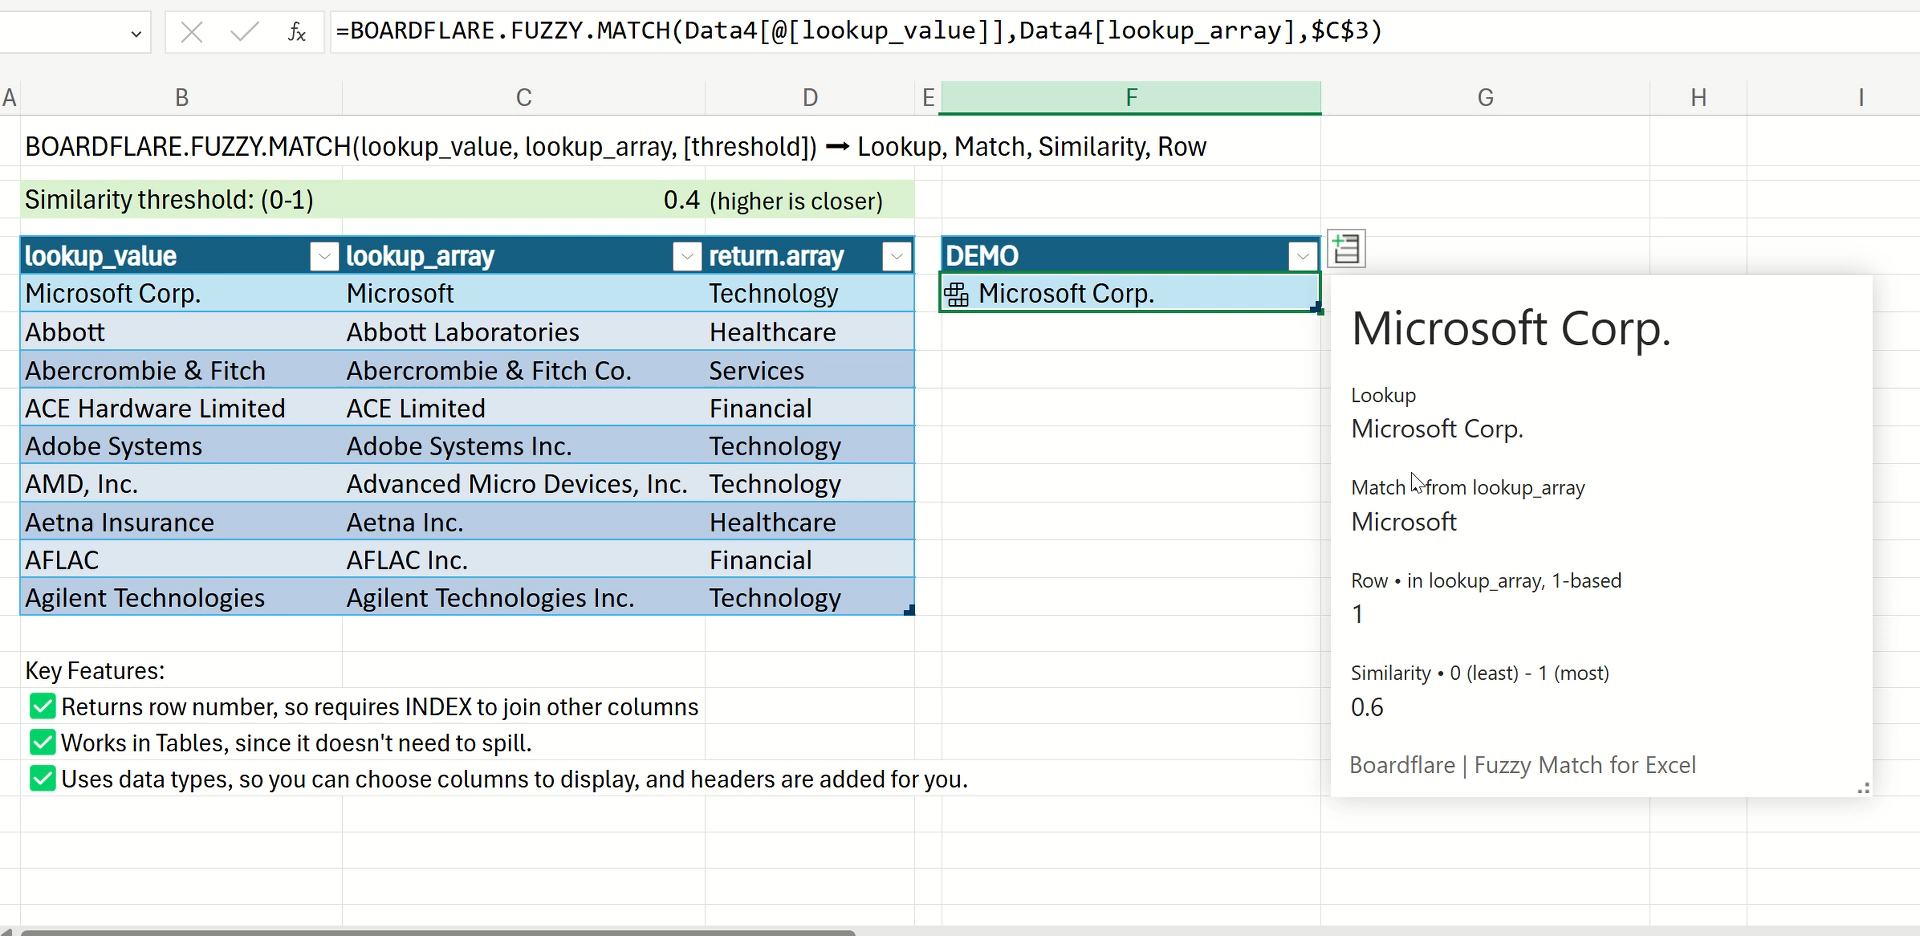 fx =BOARDFLARE.FUZZY.MATCH(Data4[@[lookup_value]],Data4[lookup_array],$C$3)
A B C D E F G H I
BOARDFLARE.FUZZY.MATCH(lookup_value, lookup_array, [threshold]) ➞ Lookup, Match, Similarity, Row
Similarity threshold: (0-1) 0.4 (higher is closer)
lookup_value lookup_array return.array DEMO
Microsoft Corp. Microsoft Technology Microsoft Corp.
Abbott Abbott Laboratories Healthcare
Abercrombie & Fitch Abercrombie & Fitch Co. Services
ACE Hardware Limited ACE Limited Financial
Adobe Systems Adobe Systems Inc. Technology
AMD, Inc. Advanced Micro Devices, Inc. Technology
Aetna Insurance Aetna Inc. Healthcare
AFLAC AFLAC Inc. Financial
Agilent Technologies Agilent Technologies Inc. Technology
Key Features:
✅ Returns row number, so requires INDEX to join other columns
✅ Works in Tables, since it doesn't need to spill.
✅ Uses data types, so you can choose columns to display, and headers are added for you.
Microsoft Corp.
Lookup
Microsoft Corp.
Match • from lookup_array
Microsoft
Row • in lookup_array, 1-based
1
Similarity • 0 (least) - 1 (most)
0.6
Boardflare | Fuzzy Match for Excel